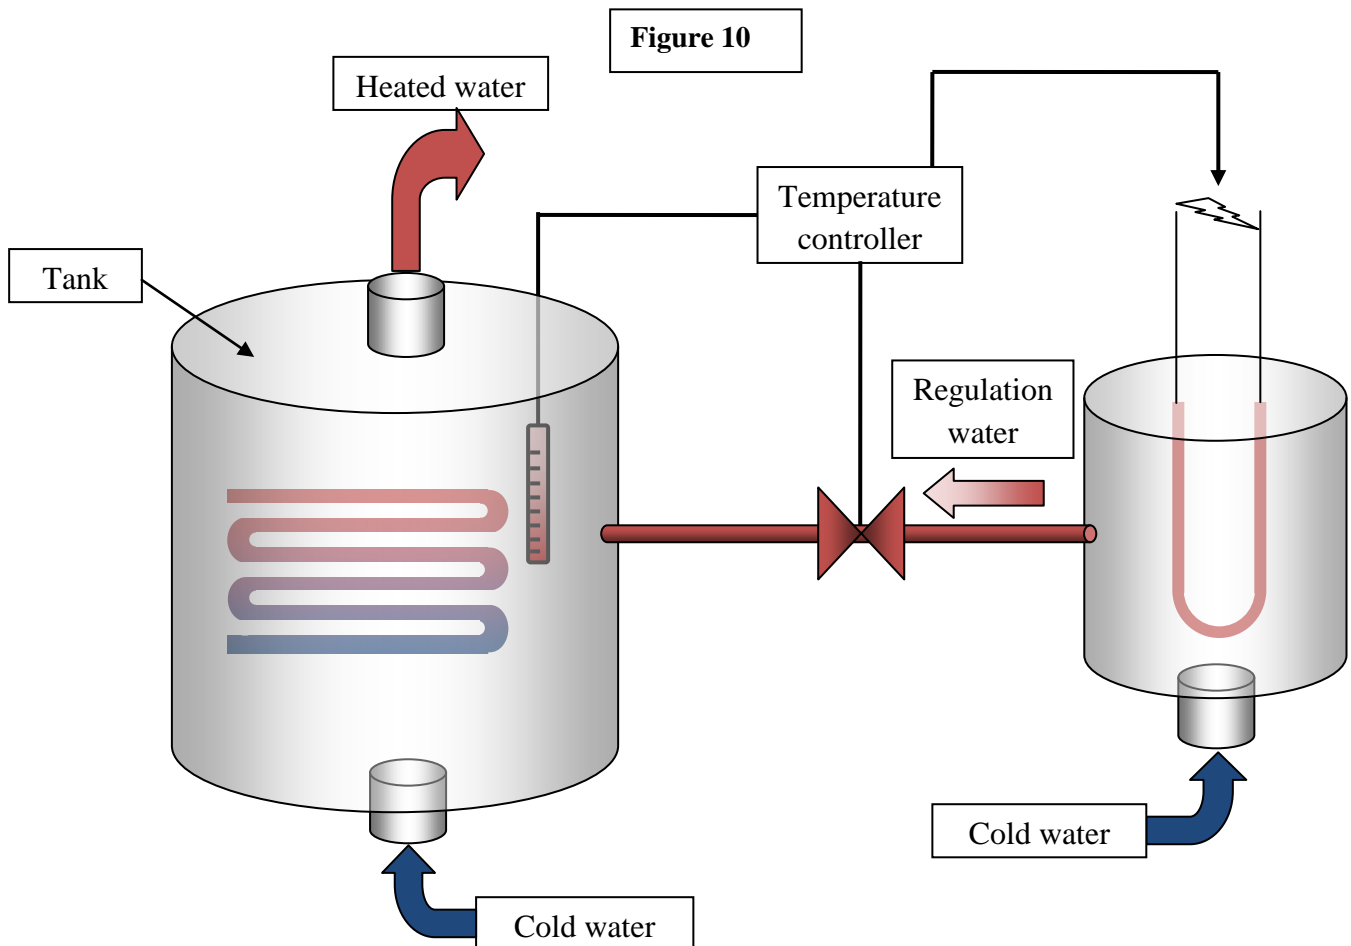 Figure 10
Heated water
Temperature
controller
Tank
Regulation
water
Cold water
Cold water